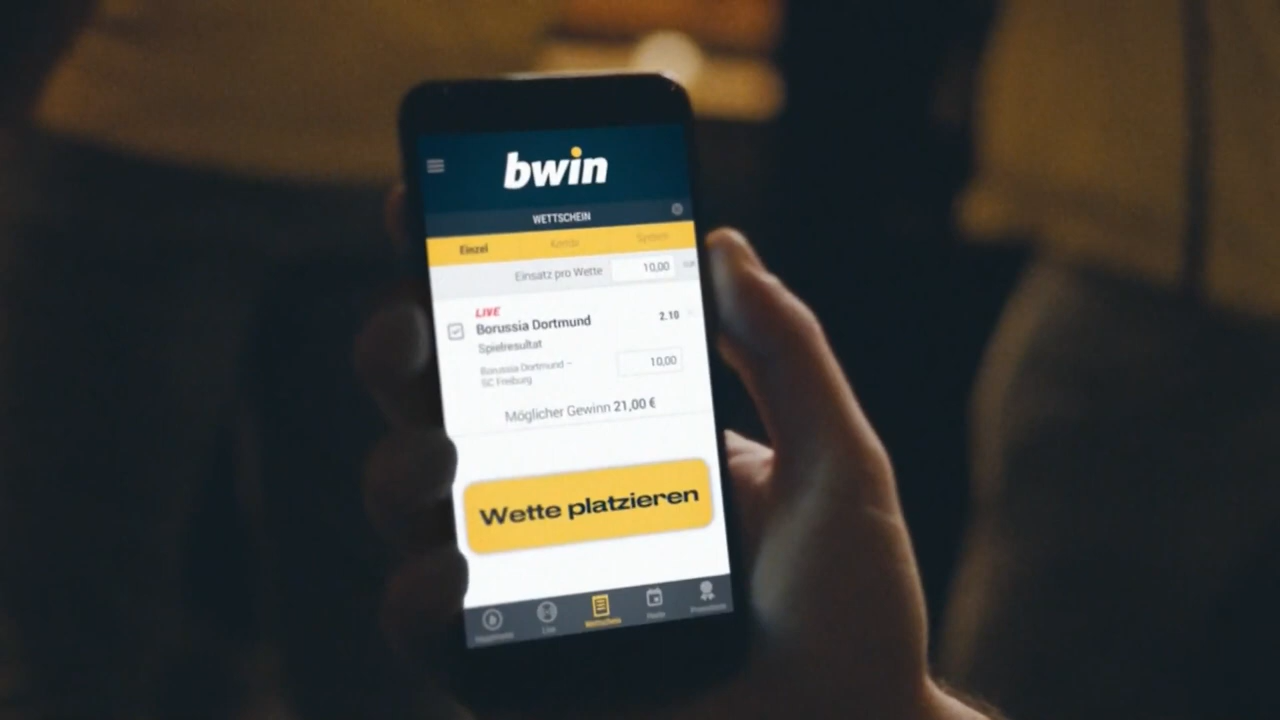 bwin
WETTSCHEIN
Einzel Kombi System
Einsatz pro Wette 10,00
LIVE
Borussia Dortmund 2.10
Spielresultat
Borussia Dortmund –
SC Freiburg
10,00
Möglicher Gewinn 21,00 €
Wette platzieren
Live Wettschein